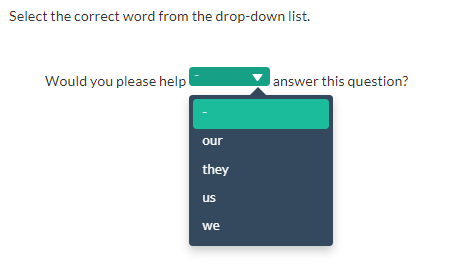 Select the correct word from the drop-down list.
Would you please help - answer this question?
-
our
they
us
we